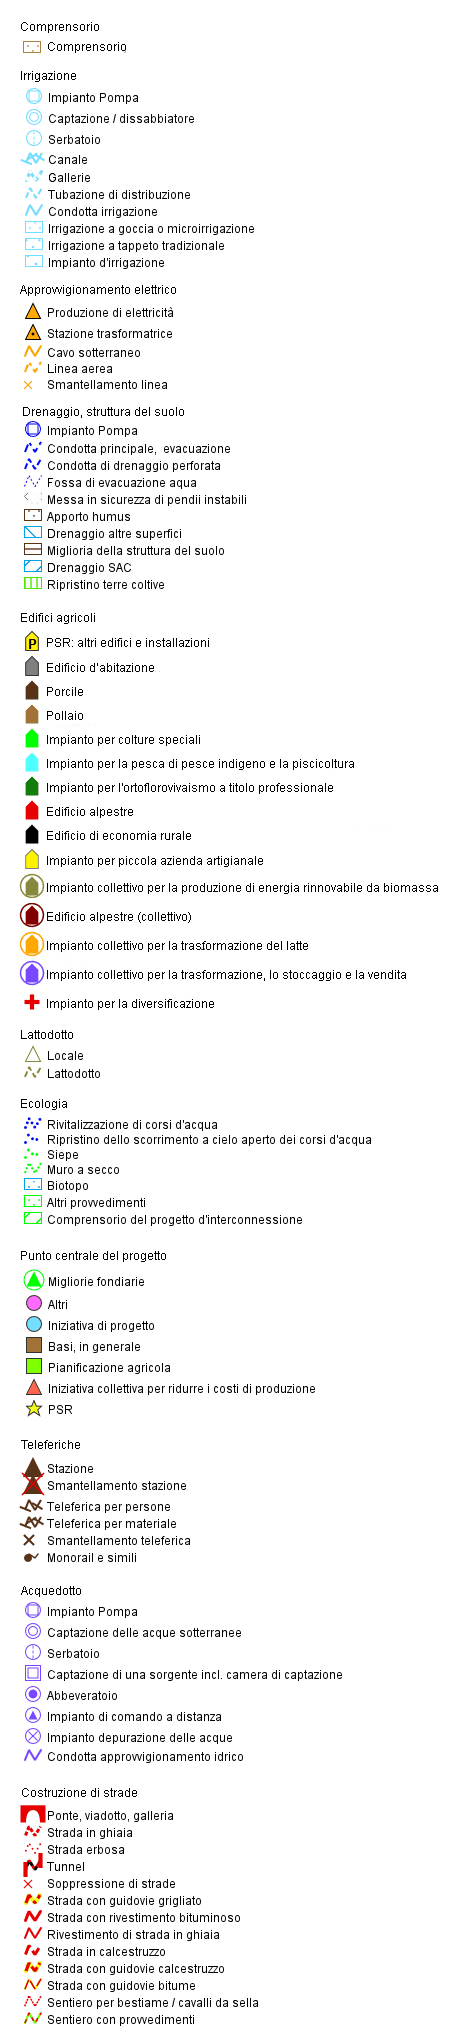 Comprensorio
Comprensorio
Irrigazione
Impianto Pompa
Captazione / dissabbiatore
Serbatoio
Canale
Gallerie
Tubazione di distribuzione
Condotta irrigazione
Irrigazione a goccia o microirrigazione
Irrigazione a tappeto tradizionale
Impianto d'irrigazione
Approvvigionamento elettrico
Produzione di elettricità
Stazione trasformatrice
Cavo sotterraneo
Linea aerea
Smantellamento linea
Drenaggio, struttura del suolo
Impianto Pompa
Condotta principale, evacuazione
Condotta di drenaggio perforata
Fossa di evacuazione aqua
Messa in sicurezza di pendii instabili
Apporto humus
Drenaggio altre superfici
Miglioria della struttura del suolo
Drenaggio SAC
Ripristino terre coltive
Edifici agricoli
P PSR: altri edifici e installazioni
Edificio d'abitazione
Porcile
Pollaio
Impianto per colture speciali
Impianto per la pesca di pesce indigeno e la piscicoltura
Impianto per l'ortoflorovivaismo a titolo professionale
Edificio alpestre
Edificio di economia rurale
Impianto per piccola azienda artigianale
Impianto collettivo per la produzione di energia rinnovabile da biomassa
Edificio alpestre (collettivo)
Impianto collettivo per la trasformazione del latte
Impianto collettivo per la trasformazione, lo stoccaggio e la vendita
Impianto per la diversificazione
Lattodotto
Locale
Lattodotto
Ecologia
Rivitalizzazione di corsi d'acqua
Ripristino dello scorrimento a cielo aperto dei corsi d'acqua
Siepe
Muro a secco
Biotopo
Altri provvedimenti
Comprensorio del progetto d'interconnessione
Punto centrale del progetto
Migliorie fondiarie
Altri
Iniziativa di progetto
Basi, in generale
Pianificazione agricola
Iniziativa collettiva per ridurre i costi di produzione
PSR
Teleferiche
Stazione
Smantellamento stazione
Teleferica per persone
Teleferica per materiale
Smantellamento teleferica
Monorail e simili
Acquedotto
Impianto Pompa
Captazione delle acque sotterranee
Serbatoio
Captazione di una sorgente incl. camera di captazione
Abbeveratoio
Impianto di comando a distanza
Impianto depurazione delle acque
Condotta approvvigionamento idrico
Costruzione di strade
Ponte, viadotto, galleria
Strada in ghiaia
Strada erbosa
Tunnel
Soppressione di strade
Strada con guidovie grigliato
Strada con rivestimento bituminoso
Rivestimento di strada in ghiaia
Strada in calcestruzzo
Strada con guidovie calcestruzzo
Strada con guidovie bitume
Sentiero per bestiame / cavalli da sella
Sentiero con provvedimenti